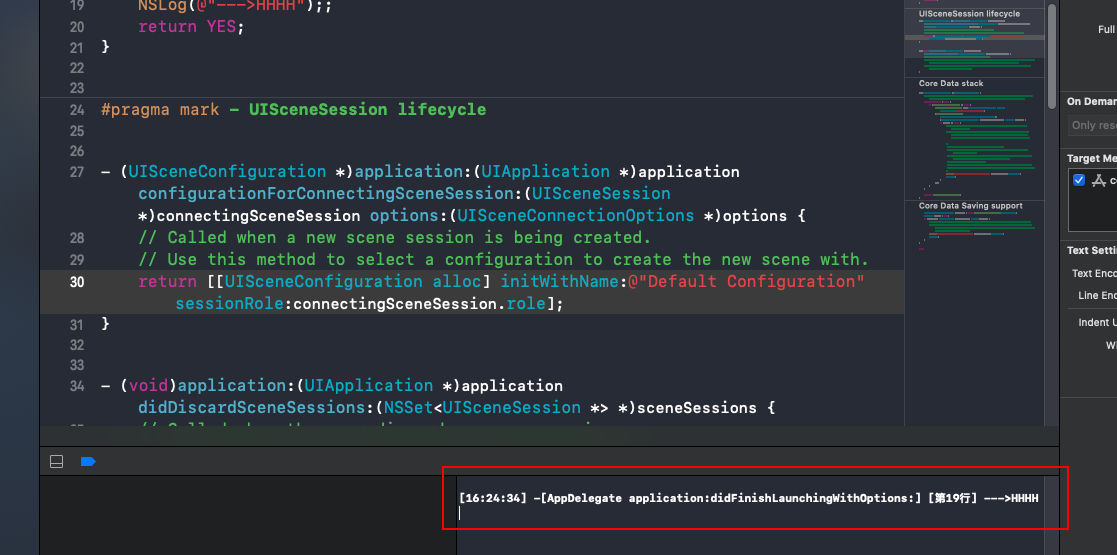 19 NSLog(@"--->HHHH");;
20 return YES;
21 }
22
23
24 #pragma mark - UISceneSession lifecycle
25
26
27 - (UISceneConfiguration *)application:(UIApplication *)application
configurationForConnectingSceneSession:(UISceneSession
*)connectingSceneSession options:(UISceneConnectionOptions *)options {
28 // Called when a new scene session is being created.
29 // Use this method to select a configuration to create the new scene with.
30 return [[UISceneConfiguration alloc] initWithName:@"Default Configuration"
sessionRole:connectingSceneSession.role];
31 }
32
33
34 - (void)application:(UIApplication *)application
didDiscardSceneSessions:(NSSet<UISceneSession *> *)sceneSessions {
UISceneSession lifecycle
Core Data stack
Core Data Saving support
Full
On Demar
Only res
Target Me
Text Setti
Text Enco
Line End
Indent U
Wi
[16:24:34] -[AppDelegate application:didFinishLaunchingWithOptions:] [第19行] --->HHHH